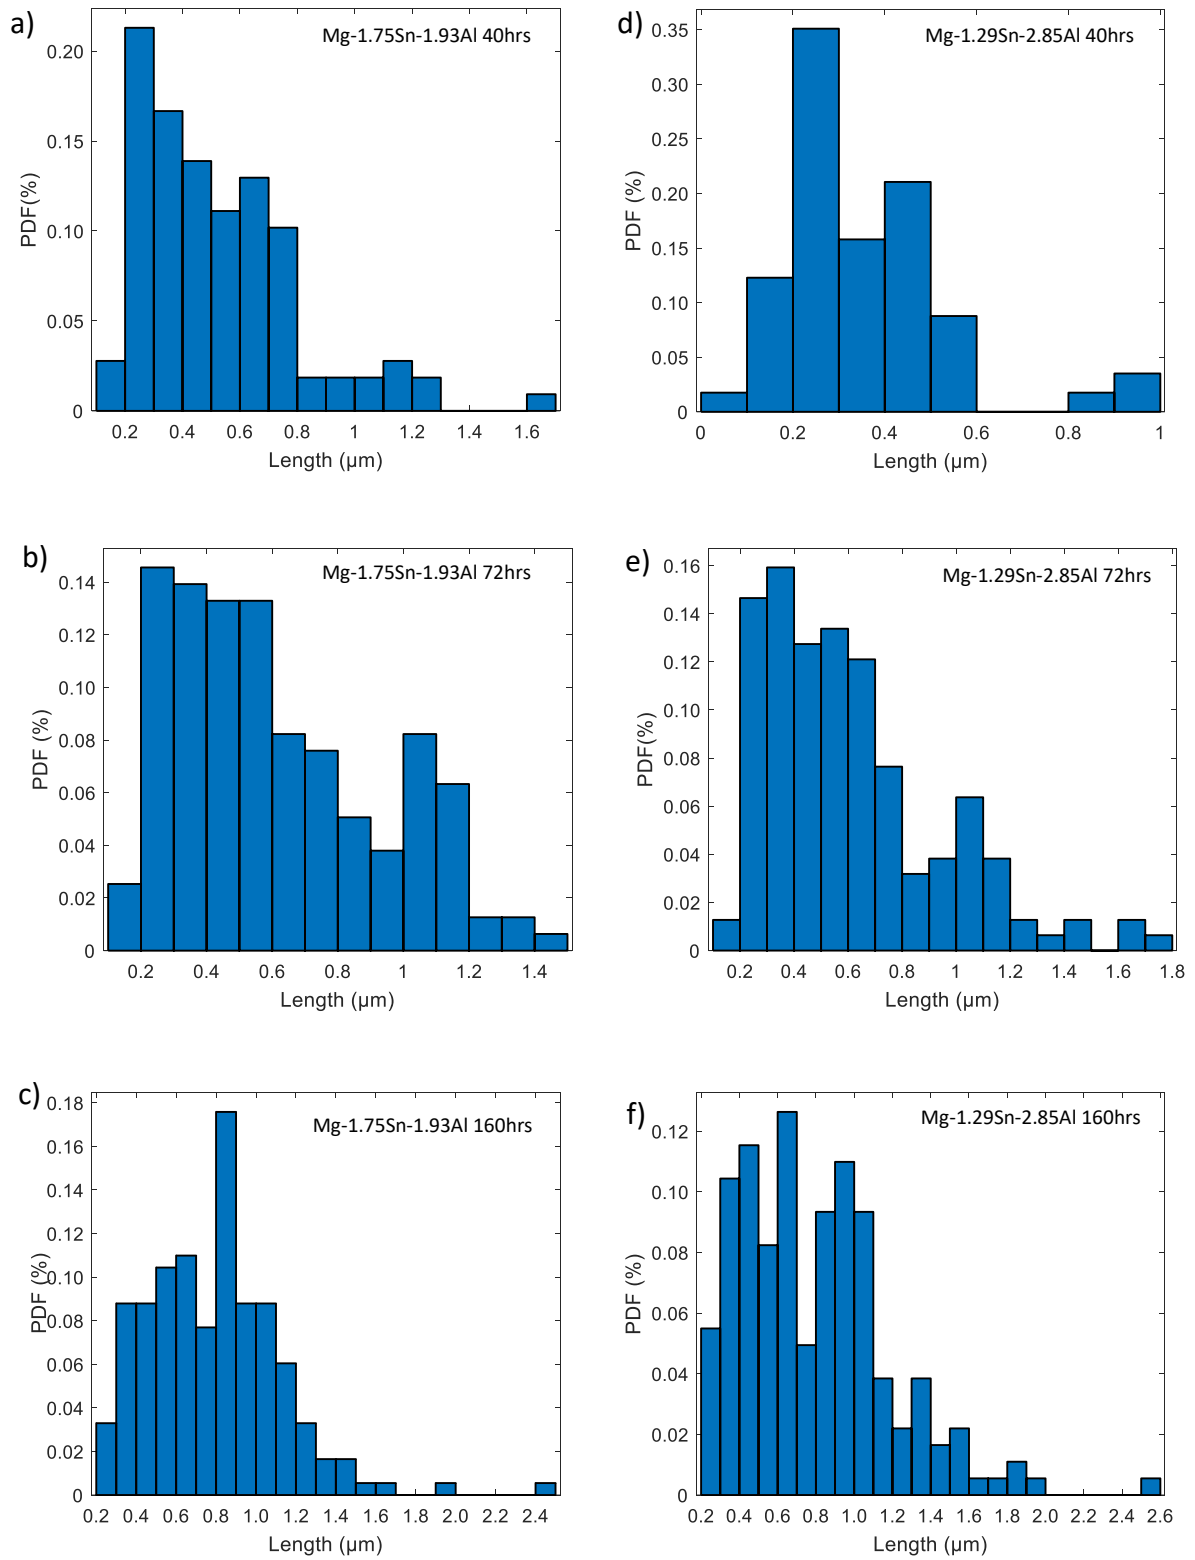 a)
Mg-1.75Sn-1.93Al 40hrs
PDF(%)
0.20
0.15
0.10
0.05
0
0.2 0.4 0.6 0.8 1 1.2 1.4 1.6
Length (µm)
d)
Mg-1.29Sn-2.85Al 40hrs
PDF (%)
0.35
0.30
0.35
0.20
0.15
0.10
0.05
0
0 0.2 0.4 0.6 0.8 1
Length (µm)
b)
Mg-1.75Sn-1.93Al 72hrs
PDF (%)
0.14
0.12
0.10
0.08
0.06
0.04
0.02
0
0.2 0.4 0.6 0.8 1 1.2 1.4
Length (µm)
e)
Mg-1.29Sn-2.85Al 72hrs
PDF(%)
0.16
0.14
0.12
0.10
0.08
0.06
0.04
0.02
0
0.2 0.4 0.6 0.8 1 1.2 1.4 1.6 1.8
Length (µm)
c)
Mg-1.75Sn-1.93Al 160hrs
PDF (%)
0.18
0.16
0.14
0.12
0.10
0.08
0.06
0.04
0.02
0
0.2 0.4 0.6 0.8 1.0 1.2 1.4 1.6 1.8 2.0 2.2 2.4
Length (µm)
f)
Mg-1.29Sn-2.85Al 160hrs
PDF (%)
0.12
0.10
0.08
0.06
0.04
0.02
0
0.2 0.4 0.6 0.8 1.0 1.2 1.4 1.6 1.8 2.0 2.2 2.4 2.6
Length (µm)